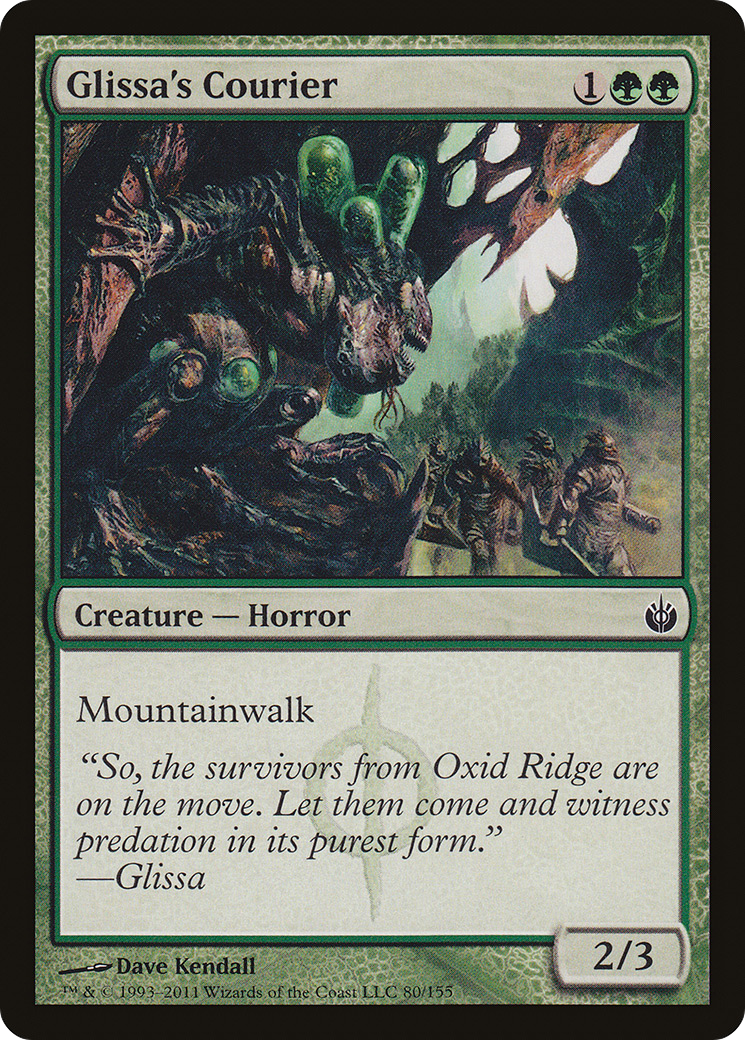 Glissa's Courier 1
Creature — Horror
Mountainwalk
“So, the survivors from Oxid Ridge are
on the move. Let them come and witness
predation in its purest form.”
—Glissa
2/3
Dave Kendall
™ & © 1993–2011 Wizards of the Coast LLC 80/155